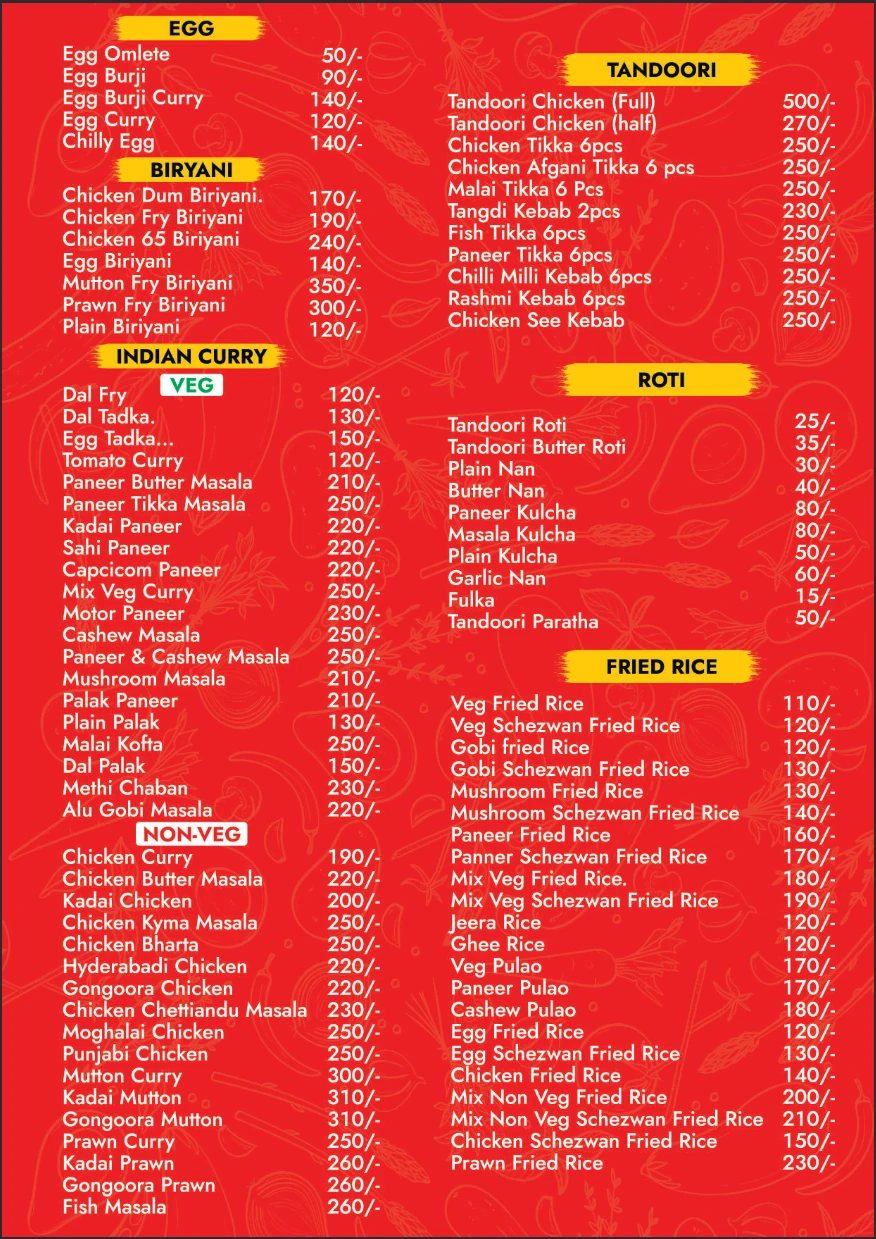 EGG
Egg Omlete 50/-
Egg Burji 90/-
Egg Burji Curry 140/-
Egg Curry 120/-
Chilly Egg 140/-
BIRYANI
Chicken Dum Biriyani. 170/-
Chicken Fry Biriyani 190/-
Chicken 65 Biriyani 240/-
Egg Biriyani 140/-
Mutton Fry Biriyani 350/-
Prawn Fry Biriyani 300/-
Plain Biriyani 120/-
INDIAN CURRY
VEG
Dal Fry 120/-
Dal Tadka. 130/-
Egg Tadka... 150/-
Tomato Curry 120/-
Paneer Butter Masala 210/-
Paneer Tikka Masala 250/-
Kadai Paneer 220/-
Sahi Paneer 220/-
Capcicom Paneer 220/-
Mix Veg Curry 250/-
Motor Paneer 230/-
Cashew Masala 250/-
Paneer & Cashew Masala 250/-
Mushroom Masala 210/-
Palak Paneer 210/-
Plain Palak 130/-
Malai Kofta 250/-
Dal Palak 150/-
Methi Chaban 230/-
Alu Gobi Masala 220/-
NON-VEG
Chicken Curry 190/-
Chicken Butter Masala 220/-
Kadai Chicken 200/-
Chicken Kyma Masala 250/-
Chicken Bharta 250/-
Hyderabadi Chicken 220/-
Gongoora Chicken 220/-
Chicken Chettiandu Masala 230/-
Moghalai Chicken 250/-
Punjabi Chicken 250/-
Mutton Curry 300/-
Kadai Mutton 310/-
Gongoora Mutton 310/-
Prawn Curry 250/-
Kadai Prawn 260/-
Gongoora Prawn 260/-
Fish Masala 260/-
TANDOORI
Tandoori Chicken (Full) 500/-
Tandoori Chicken (half) 270/-
Chicken Tikka 6pcs 250/-
Chicken Afgani Tikka 6 pcs 250/-
Malai Tikka 6 Pcs 250/-
Tangdi Kebab 2pcs 230/-
Fish Tikka 6pcs 250/-
Paneer Tikka 6pcs 250/-
Chilli Milli Kebab 6pcs 250/-
Rashmi Kebab 6pcs 250/-
Chicken See Kebab 250/-
ROTI
Tandoori Roti 25/-
Tandoori Butter Roti 35/-
Plain Nan 30/-
Butter Nan 40/-
Paneer Kulcha 80/-
Masala Kulcha 80/-
Plain Kulcha 50/-
Garlic Nan 60/-
Fulka 15/-
Tandoori Paratha 50/-
FRIED RICE
Veg Fried Rice 110/-
Veg Schezwan Fried Rice 120/-
Gobi fried Rice 120/-
Gobi Schezwan Fried Rice 130/-
Mushroom Fried Rice 130/-
Mushroom Schezwan Fried Rice 140/-
Paneer Fried Rice 160/-
Panner Schezwan Fried Rice 170/-
Mix Veg Fried Rice. 180/-
Mix Veg Schezwan Fried Rice 190/-
Jeera Rice 120/-
Ghee Rice 120/-
Veg Pulao 170/-
Paneer Pulao 170/-
Cashew Pulao 180/-
Egg Fried Rice 120/-
Egg Schezwan Fried Rice 130/-
Chicken Fried Rice 140/-
Mix Non Veg Fried Rice 200/-
Mix Non Veg Schezwan Fried Rice 210/-
Chicken Schezwan Fried Rice 150/-
Prawn Fried Rice 230/-